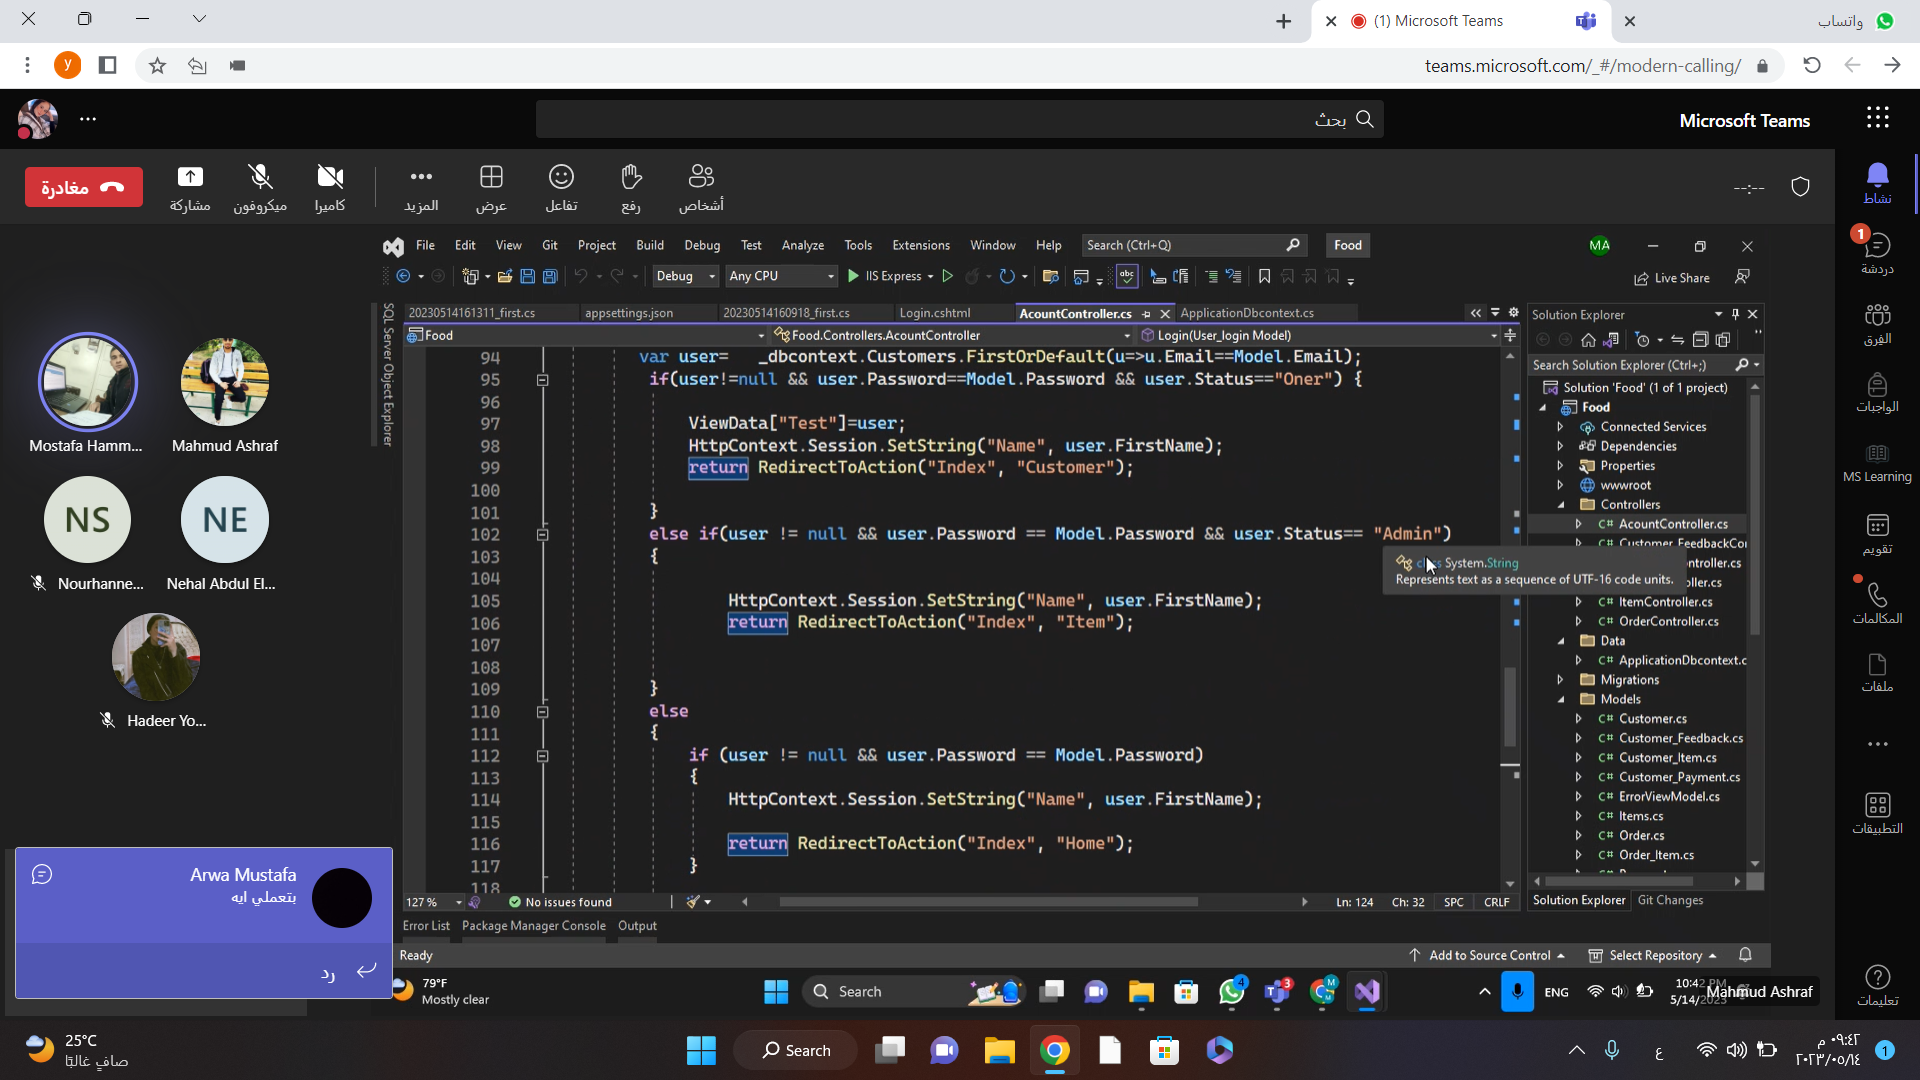 (1) Microsoft Teams
واتساب
teams.microsoft.com/_#/modern-calling/
بحث
Microsoft Teams
مغادرة
مشاركة
ميكروفون
كاميرا
المزيد
عرض
تفاعل
رفع
أشخاص
--:--
نشاط
1
دردشة
الفِرق
الواجبات
MS Learning
تقويم
المكالمات
ملفات
التطبيقات
تعليمات
Mostafa Hamm...
Mahmud Ashraf
NS
NE
Nourhanne...
Nehal Abdul El...
Hadeer Yo...
Arwa Mustafa
بتعملي ايه
رد
File Edit View Git Project Build Debug Test Analyze Tools Extensions Window Help Search (Ctrl+Q) Food MA
Debug Any CPU IIS Express Live Share
SQL Server Object Explorer
20230514161311_first.cs appsettings.json 20230514160918_first.cs Login.cshtml AcountController.cs ApplicationDbcontext.cs
Food Food.Controllers.AcountController Login(User_login Model)
94 var user= _dbcontext.Customers.FirstOrDefault(u=>u.Email==Model.Email);
95 if(user!=null && user.Password==Model.Password && user.Status=="Oner") {
96
97 ViewData["Test"]=user;
98 HttpContext.Session.SetString("Name", user.FirstName);
99 return RedirectToAction("Index", "Customer");
100
101 }
102 else if(user != null && user.Password == Model.Password && user.Status== "Admin")
103 {
104
105 HttpContext.Session.SetString("Name", user.FirstName);
106 return RedirectToAction("Index", "Item");
107
108
109 }
110 else
111 {
112 if (user != null && user.Password == Model.Password)
113 {
114 HttpContext.Session.SetString("Name", user.FirstName);
115
116 return RedirectToAction("Index", "Home");
117 }
118
System.String
Represents text as a sequence of UTF-16 code units.
Solution Explorer
Search Solution Explorer (Ctrl+;)
Solution 'Food' (1 of 1 project)
Food
Connected Services
Dependencies
Properties
wwwroot
Controllers
C# AcountController.cs
C# Customer_FeedbackCo
ntroller.cs
ller.cs
C# ItemController.cs
C# OrderController.cs
Data
C# ApplicationDbcontext.c
Migrations
Models
C# Customer.cs
C# Customer_Feedback.cs
C# Customer_Item.cs
C# Customer_Payment.cs
C# ErrorViewModel.cs
C# Items.cs
C# Order.cs
C# Order_Item.cs
Solution Explorer Git Changes
127 % No issues found Ln: 124 Ch: 32 SPC CRLF
Error List Package Manager Console Output
Ready Add to Source Control Select Repository
79°F
Mostly clear
Search
4
3
ENG
10:42 PM
5/14/2023
Mahmud Ashraf
25°C
صافٍ غالبًا
Search
ع
٠٩:٤٢ م
٢٠٢٣/٠٥/١٤
1